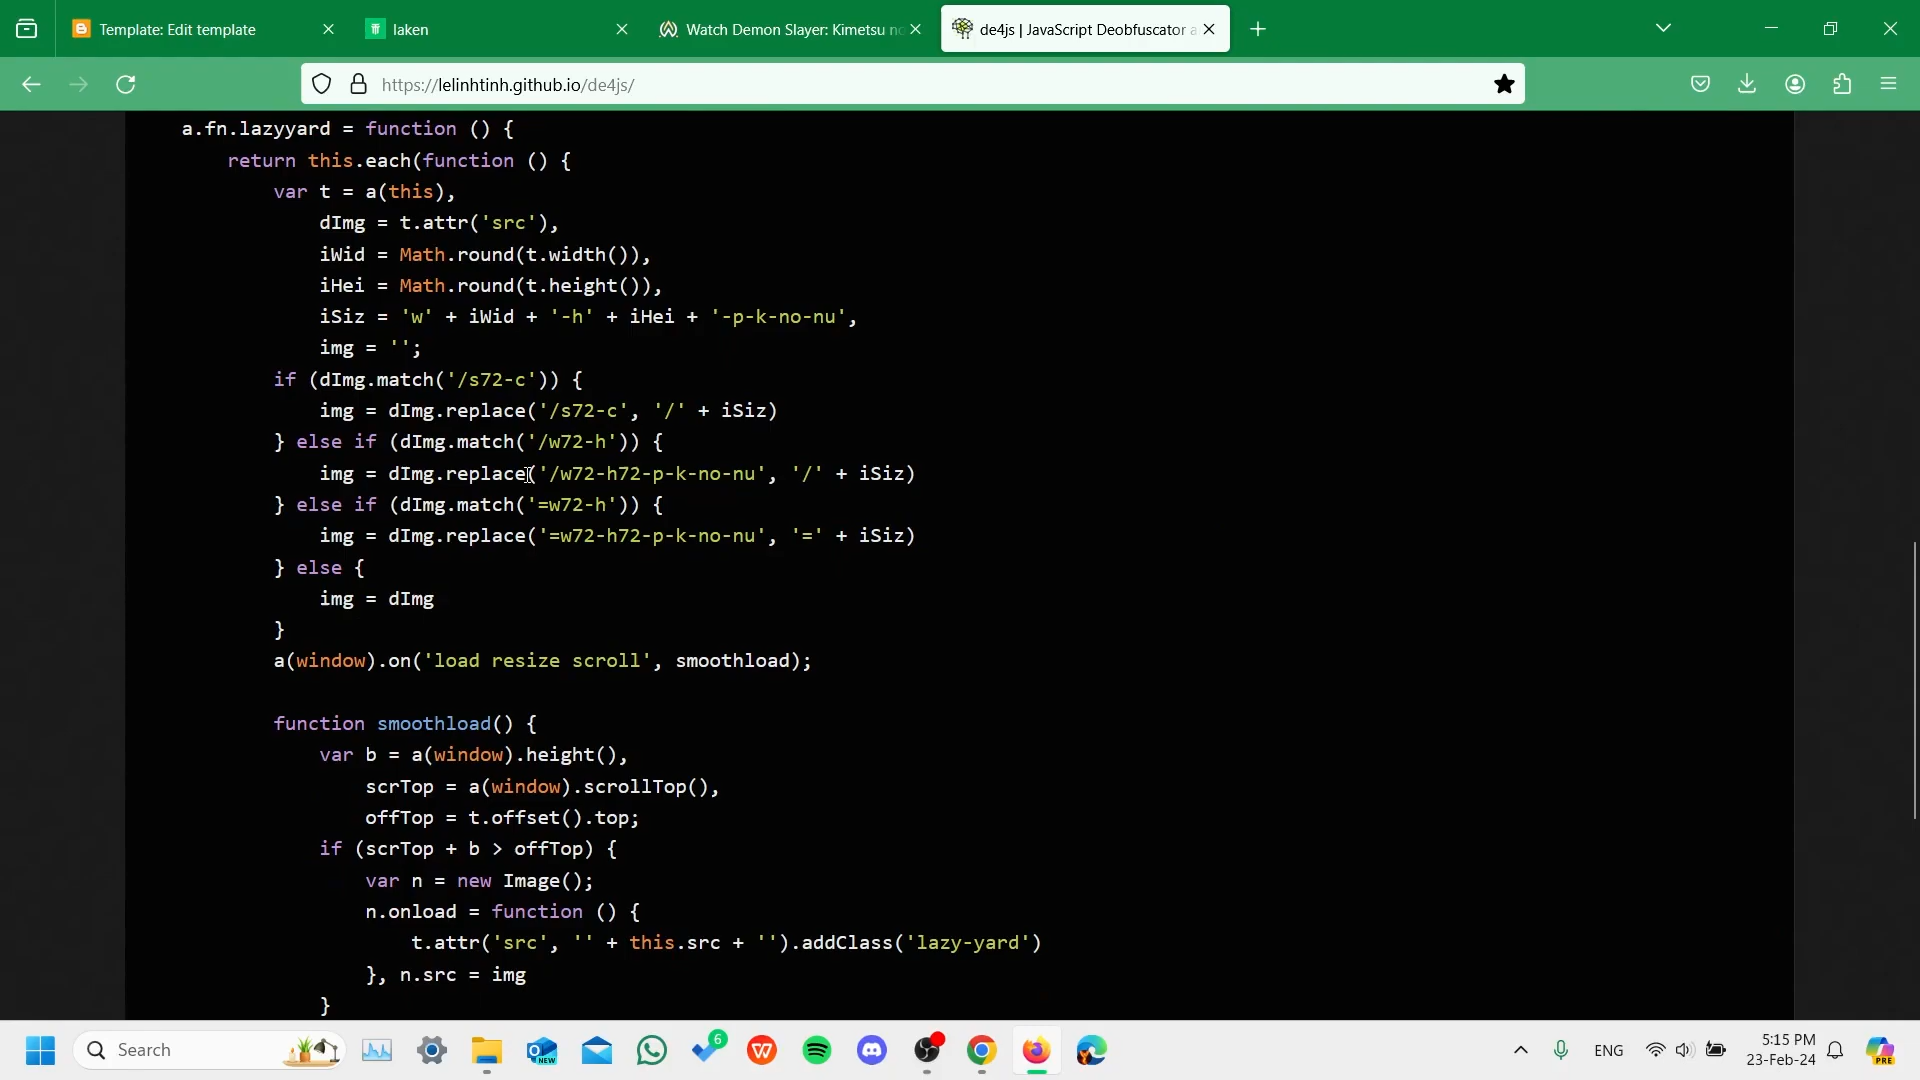 Template: Edit template
laken
Watch Demon Slayer: Kimetsu no
de4js | JavaScript Deobfuscator a
https://lelinhtinh.github.io/de4js/
a.fn.lazyyard = function () {
return this.each(function () {
var t = a(this),
dImg = t.attr('src'),
iWid = Math.round(t.width()),
iHei = Math.round(t.height()),
iSiz = 'w' + iWid + '-h' + iHei + '-p-k-no-nu',
img = '';
if (dImg.match('/s72-c')) {
img = dImg.replace('/s72-c', '/' + iSiz)
} else if (dImg.match('/w72-h')) {
img = dImg.replace('/w72-h72-p-k-no-nu', '/' + iSiz)
} else if (dImg.match('=w72-h')) {
img = dImg.replace('=w72-h72-p-k-no-nu', '=' + iSiz)
} else {
img = dImg
}
a(window).on('load resize scroll', smoothload);
function smoothload() {
var b = a(window).height(),
scrTop = a(window).scrollTop(),
offTop = t.offset().top;
if (scrTop + b > offTop) {
var n = new Image();
n.onload = function () {
t.attr('src', '' + this.src + '').addClass('lazy-yard')
}, n.src = img
}
Search
NEW
6
ENG
5:15 PM
23-Feb-24
PRE